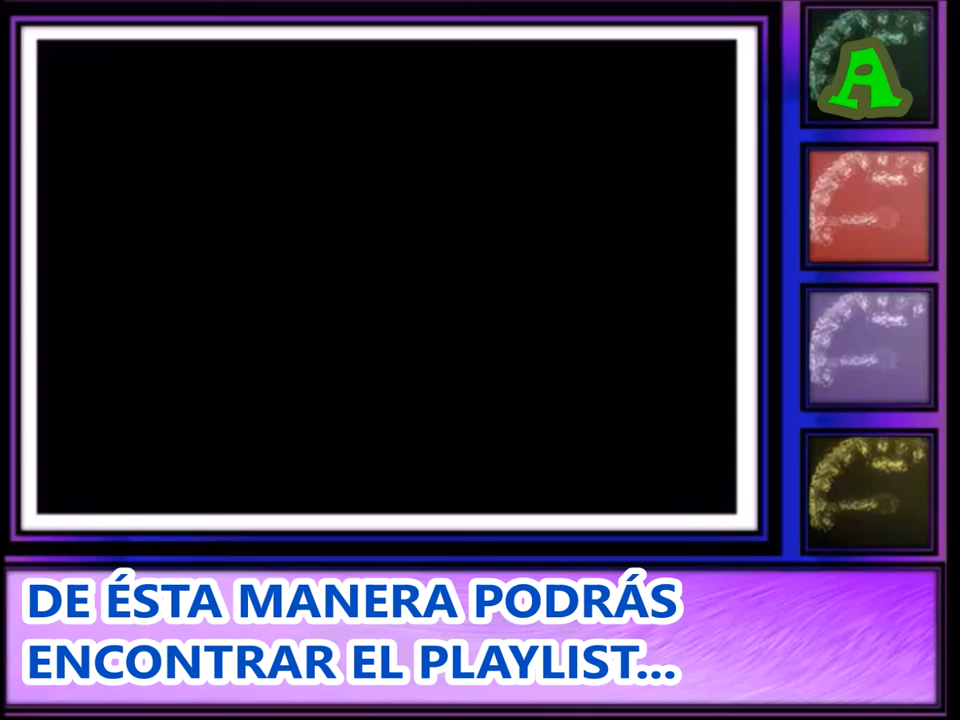 A
DE ÉSTA MANERA PODRÁS
ENCONTRAR EL PLAYLIST...